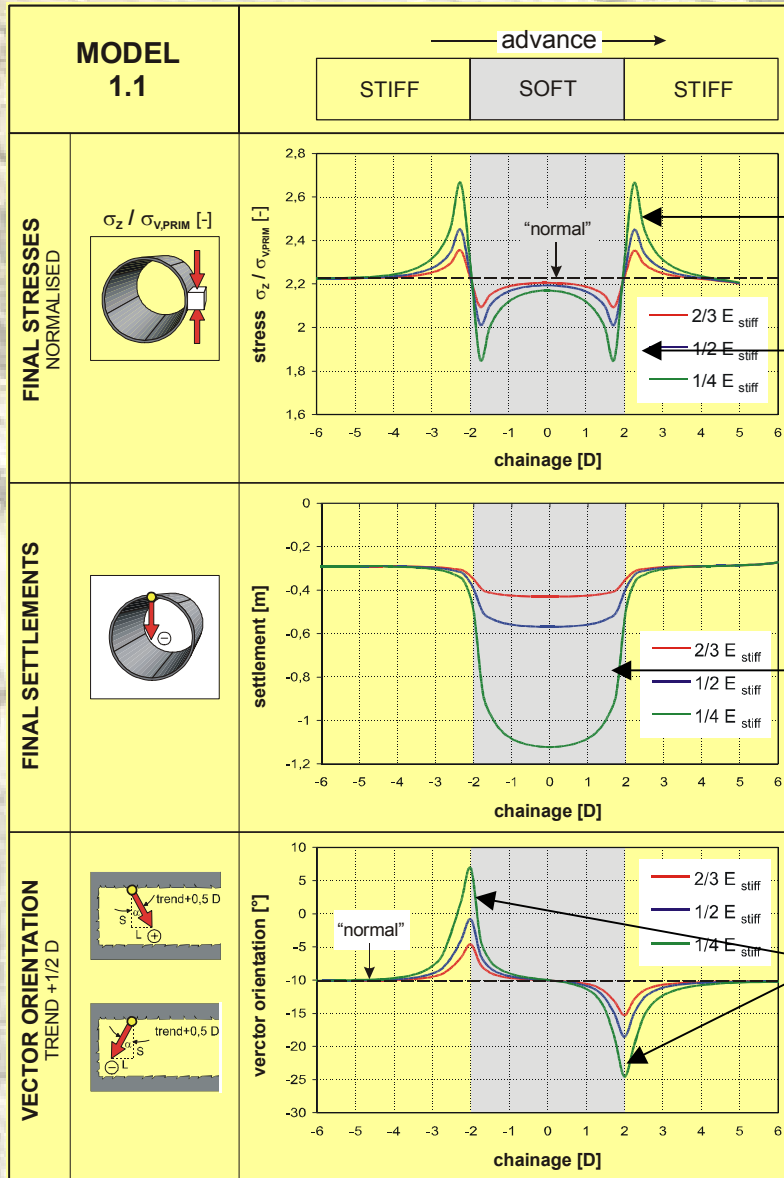 MODEL
1.1
advance
STIFF
SOFT
STIFF
FINAL STRESSES
NORMALISED
σZ / σV,PRIM [-]
stress σZ / σV,PRIM [-]
2,8
2,6
2,4
2,2
2
1,8
1,6
“normal”
2/3 E stiff
1/2 E stiff
1/4 E stiff
-6 -5 -4 -3 -2 -1 0 1 2 3 4 5 6
chainage [D]
FINAL SETTLEMENTS
−
settlement [m]
0
-0,2
-0,4
-0,6
-0,8
-1
-1,2
2/3 E stiff
1/2 E stiff
1/4 E stiff
-6 -5 -4 -3 -2 -1 0 1 2 3 4 5 6
chainage [D]
VECTOR ORIENTATION
TREND +1/2 D
trend+0,5 D
S
α
L
+
trend+0,5 D
α
S
L
−
verctor orientation [°]
10
5
0
-5
-10
-15
-20
-25
-30
“normal”
2/3 E stiff
1/2 E stiff
1/4 E stiff
-6 -5 -4 -3 -2 -1 0 1 2 3 4 5 6
chainage [D]